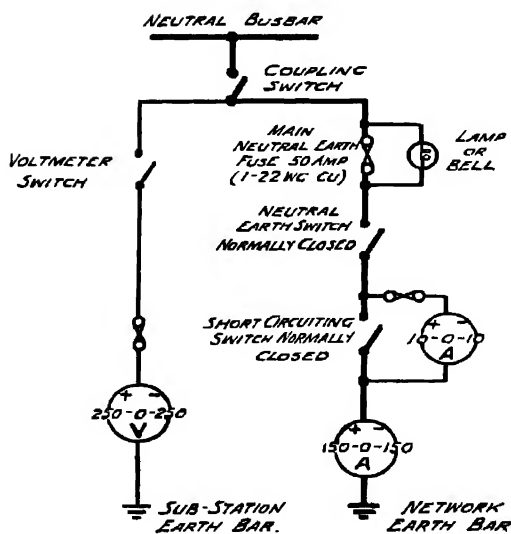 NEUTRAL BUSBAR
COUPLING
SWITCH
MAIN
NEUTRAL EARTH
FUSE 50 AMP
(1-22 WG CU)
LAMP
OR
BELL
VOLTMETER
SWITCH
NEUTRAL
EARTH SWITCH
NORMALLY CLOSED
SHORT CIRCUITING
SWITCH NORMALLY
CLOSED
+ -
10-0-10
A
+ -
250-0-250
V
+ -
150-0-150
A
SUB-STATION
EARTH BAR.
NETWORK
EARTH BAR